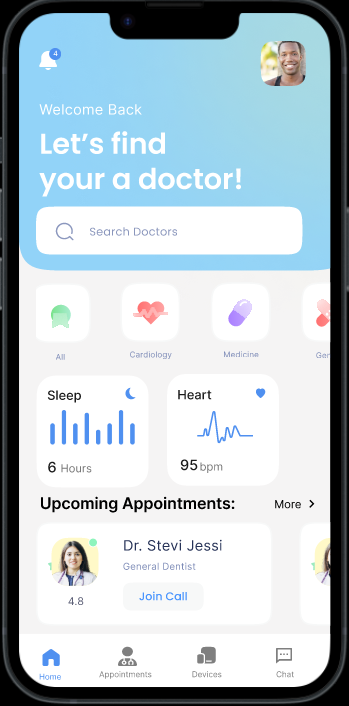 4
Welcome Back
Let's find
your a doctor!
Search Doctors
All
Cardiology
Medicine
Ger
Sleep
Heart
6 Hours
95 bpm
Upcoming Appointments:
More
Dr. Stevi Jessi
General Dentist
4.8
Join Call
Home
Appointments
Devices
Chat